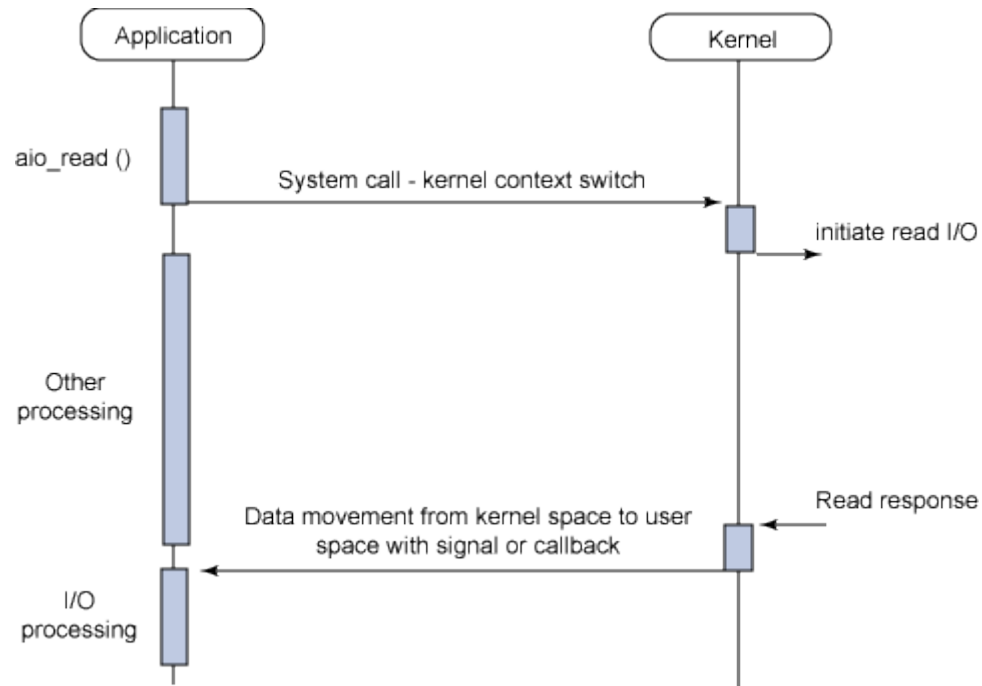 Application
Kernel
aio_read ()
System call - kernel context switch
initiate read I/O
Other
processing
Read response
Data movement from kernel space to user
space with signal or callback
I/O
processing